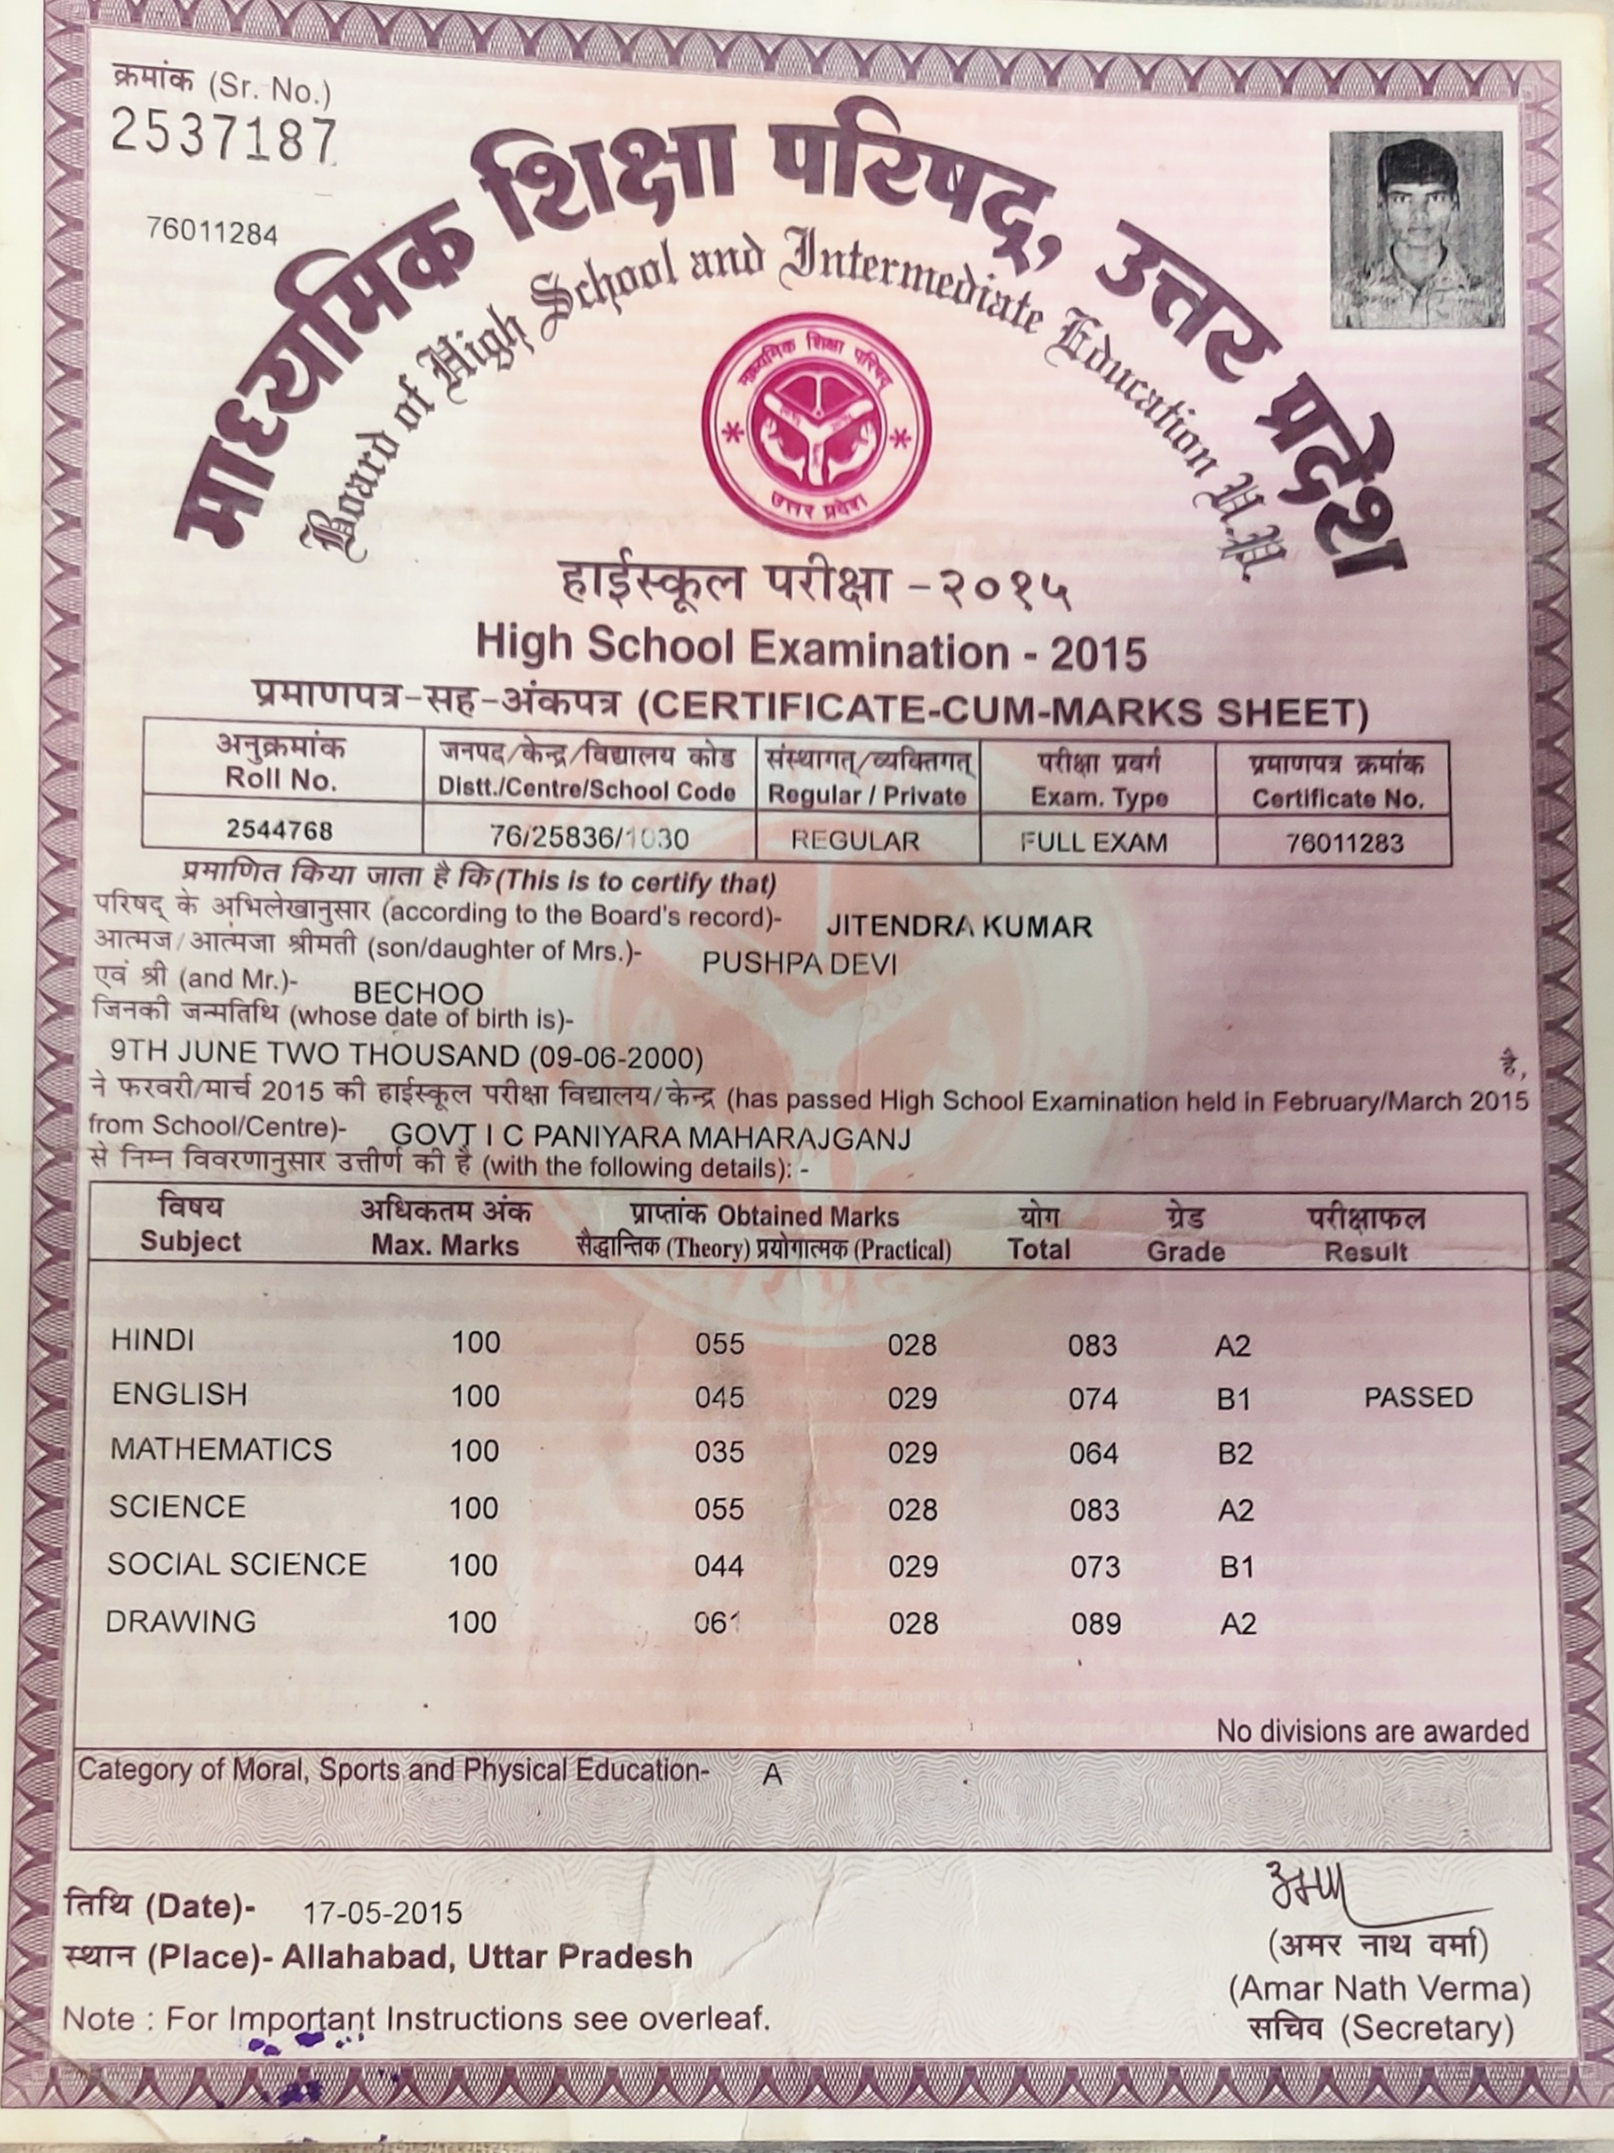 क्रमांक (Sr. No.)
2537187
76011284
माध्यमिक शिक्षा परिषद्, उत्तर प्रदेश
Board of High School and Intermediate Education U.P.
माध्यमिक शिक्षा परिषद्
उत्तर प्रदेश
हाईस्कूल परीक्षा -२०१५
High School Examination - 2015
प्रमाणपत्र-सह-अंकपत्र (CERTIFICATE-CUM-MARKS SHEET)
अनुक्रमांक जनपद/केन्द्र/विद्यालय कोड संस्थागत्/व्यक्तिगत् परीक्षा प्रवर्ग प्रमाणपत्र क्रमांक
Roll No. Distt./Centre/School Code Regular / Private Exam. Type Certificate No.
2544768 76/25836/1030 REGULAR FULL EXAM 76011283
प्रमाणित किया जाता है कि (This is to certify that)
परिषद् के अभिलेखानुसार (according to the Board's record)- JITENDRA KUMAR
आत्मज/आत्मजा श्रीमती (son/daughter of Mrs.)- PUSHPA DEVI
एवं श्री (and Mr.)- BECHOO
जिनकी जन्मतिथि (whose date of birth is)-
9TH JUNE TWO THOUSAND (09-06-2000) है,
ने फरवरी/मार्च 2015 की हाईस्कूल परीक्षा विद्यालय/केन्द्र (has passed High School Examination held in February/March 2015
from School/Centre)- GOVT I C PANIYARA MAHARAJGANJ
से निम्न विवरणानुसार उत्तीर्ण की है (with the following details): -
विषय अधिकतम अंक प्राप्तांक Obtained Marks योग ग्रेड परीक्षाफल
Subject Max. Marks सैद्धान्तिक (Theory) प्रयोगात्मक (Practical) Total Grade Result
HINDI 100 055 028 083 A2
ENGLISH 100 045 029 074 B1 PASSED
MATHEMATICS 100 035 029 064 B2
SCIENCE 100 055 028 083 A2
SOCIAL SCIENCE 100 044 029 073 B1
DRAWING 100 061 028 089 A2
No divisions are awarded
Category of Moral, Sports and Physical Education- A
तिथि (Date)- 17-05-2015
स्थान (Place)- Allahabad, Uttar Pradesh
(अमर नाथ वर्मा)
(Amar Nath Verma)
सचिव (Secretary)
Note : For Important Instructions see overleaf.